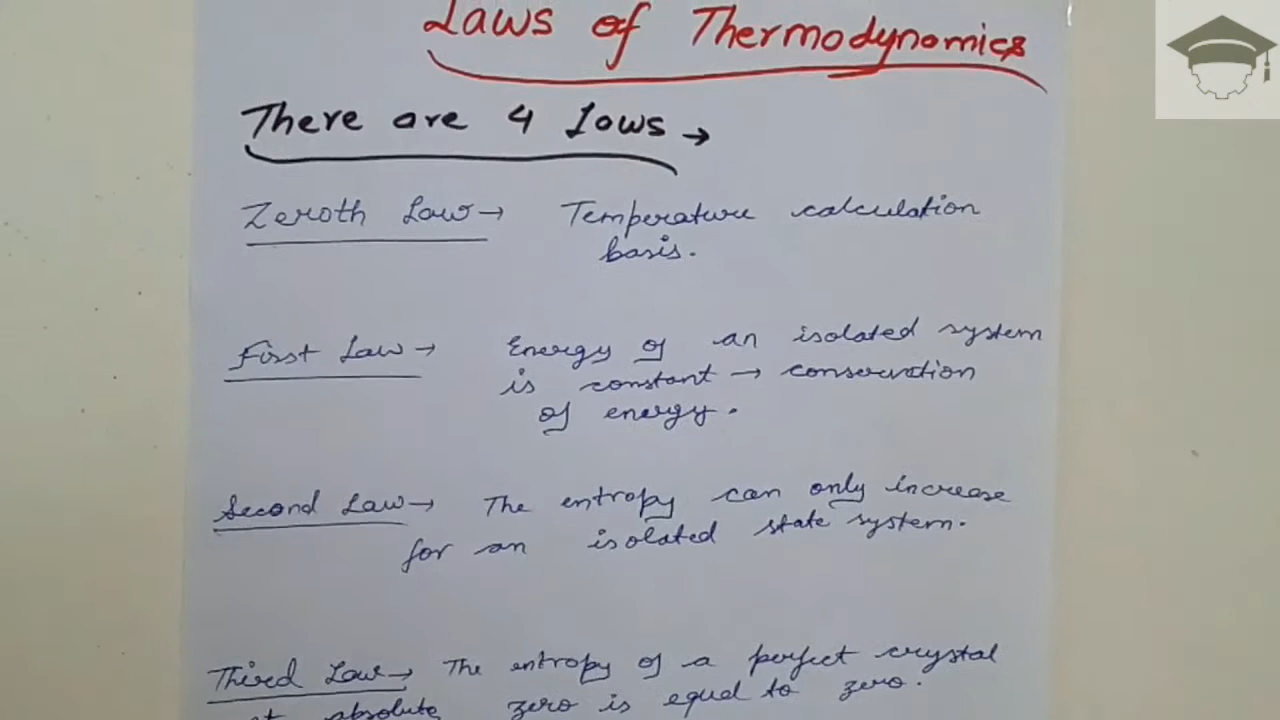 Laws of Thermodynamics
There are 4 Laws →
Zeroth Law → Temperature calculation
basis.
First Law → Energy of an isolated system
is constant → conservation
of energy.
Second Law → The entropy can only increase
for an isolated state system.
Third Law → The entropy of a perfect crystal
at absolute zero is equal to zero.